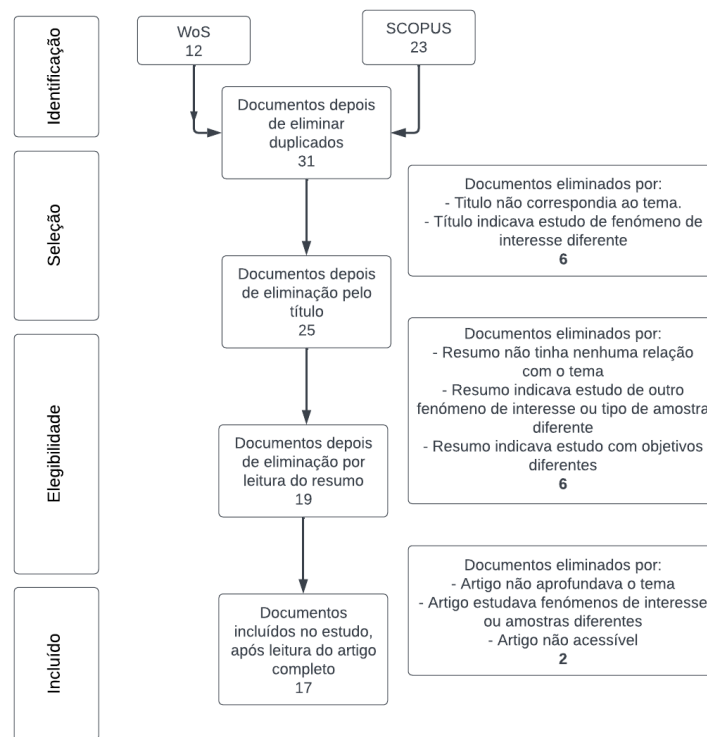 Identificação
WoS
12
SCOPUS
23
Documentos depois
de eliminar
duplicados
31
Seleção
Documentos eliminados por:
- Titulo não correspondia ao tema.
- Título indicava estudo de fenómeno de
interesse diferente
6
Documentos depois
de eliminação pelo
título
25
Elegibilidade
Documentos eliminados por:
- Resumo não tinha nenhuma relação
com o tema
- Resumo indicava estudo de outro
fenómeno de interesse ou tipo de amostra
diferente
- Resumo indicava estudo com objetivos
diferentes
6
Documentos depois
de eliminação por
leitura do resumo
19
Incluído
Documentos eliminados por:
- Artigo não aprofundava o tema
- Artigo estudava fenómenos de interesse
ou amostras diferentes
- Artigo não acessível
2
Documentos
incluídos no estudo,
após leitura do artigo
completo
17